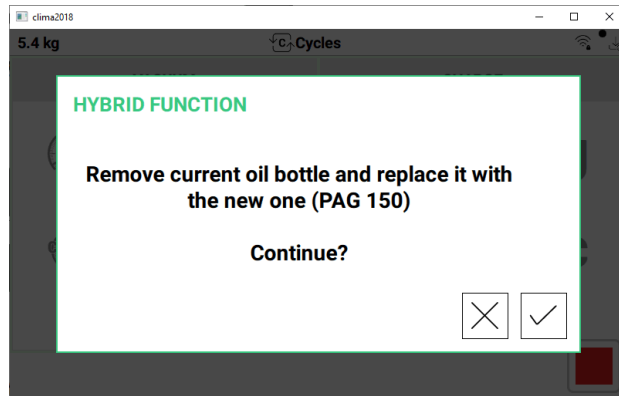 clima2018
5.4 kg
C Cycles
HYBRID FUNCTION
Remove current oil bottle and replace it with
the new one (PAG 150)
Continue?